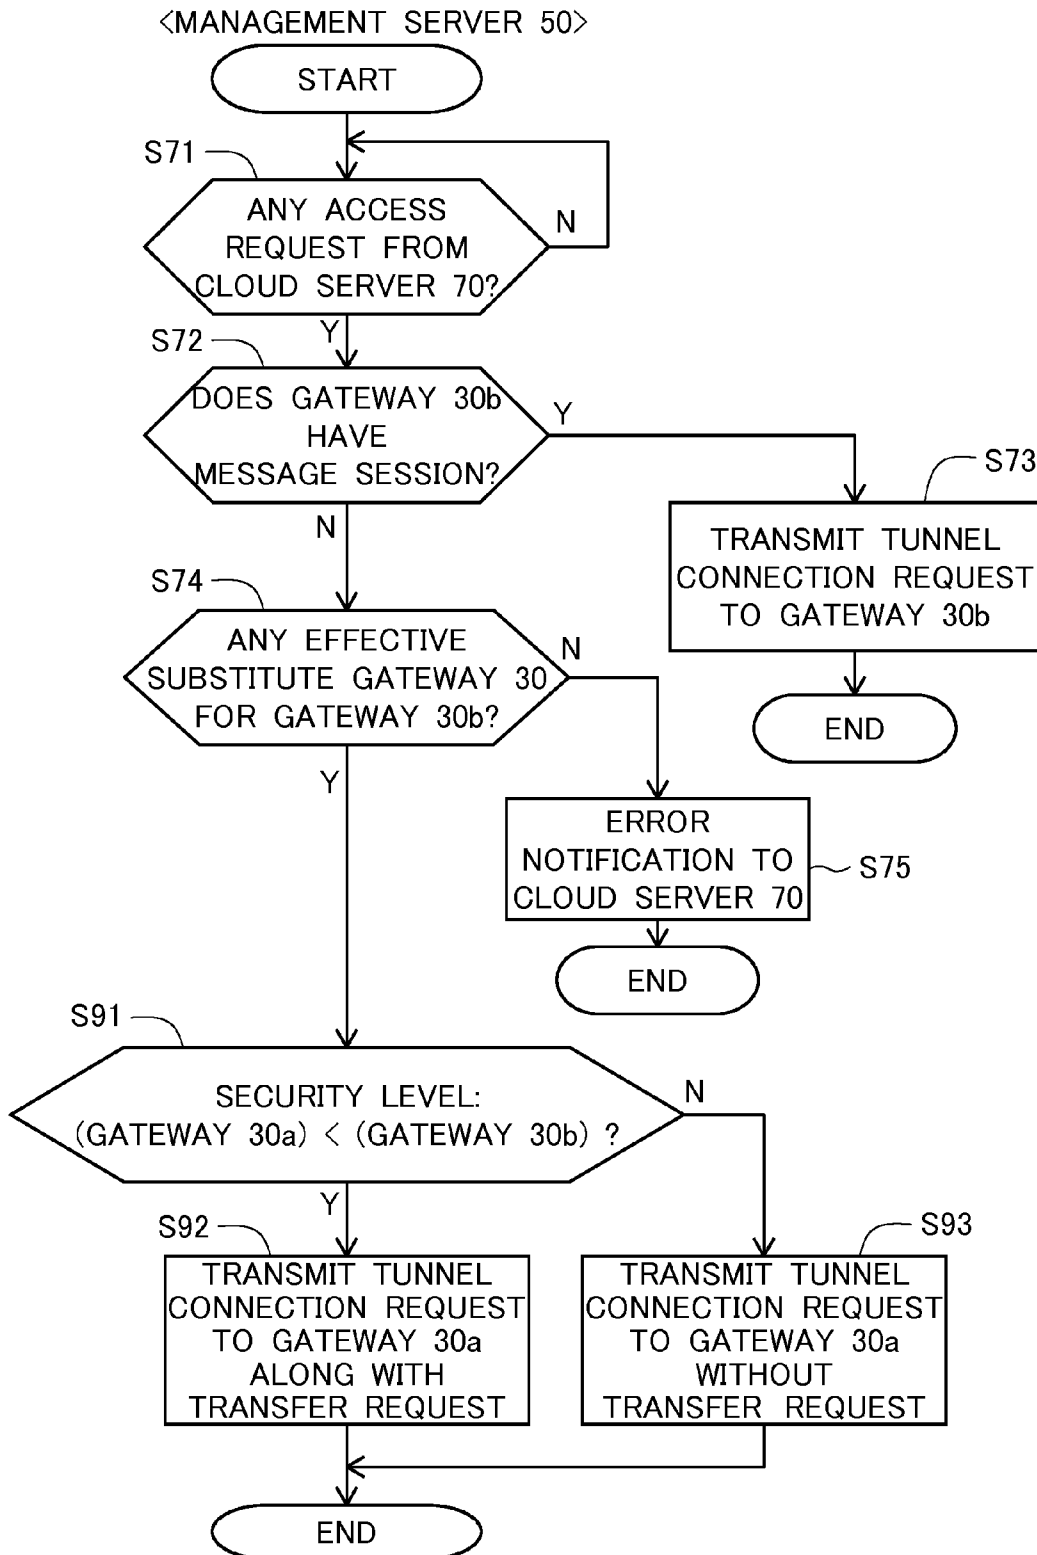 <MANAGEMENT SERVER 50>
START
S71
ANY ACCESS
REQUEST FROM
CLOUD SERVER 70?
N
Y
S72
DOES GATEWAY 30b
HAVE
MESSAGE SESSION?
Y
N
S73
TRANSMIT TUNNEL
CONNECTION REQUEST
TO GATEWAY 30b
END
S74
ANY EFFECTIVE
SUBSTITUTE GATEWAY 30
FOR GATEWAY 30b?
N
Y
ERROR
NOTIFICATION TO
CLOUD SERVER 70
S75
END
S91
SECURITY LEVEL:
(GATEWAY 30a) < (GATEWAY 30b) ?
N
Y
S92
TRANSMIT TUNNEL
CONNECTION REQUEST
TO GATEWAY 30a
ALONG WITH
TRANSFER REQUEST
S93
TRANSMIT TUNNEL
CONNECTION REQUEST
TO GATEWAY 30a
WITHOUT
TRANSFER REQUEST
END